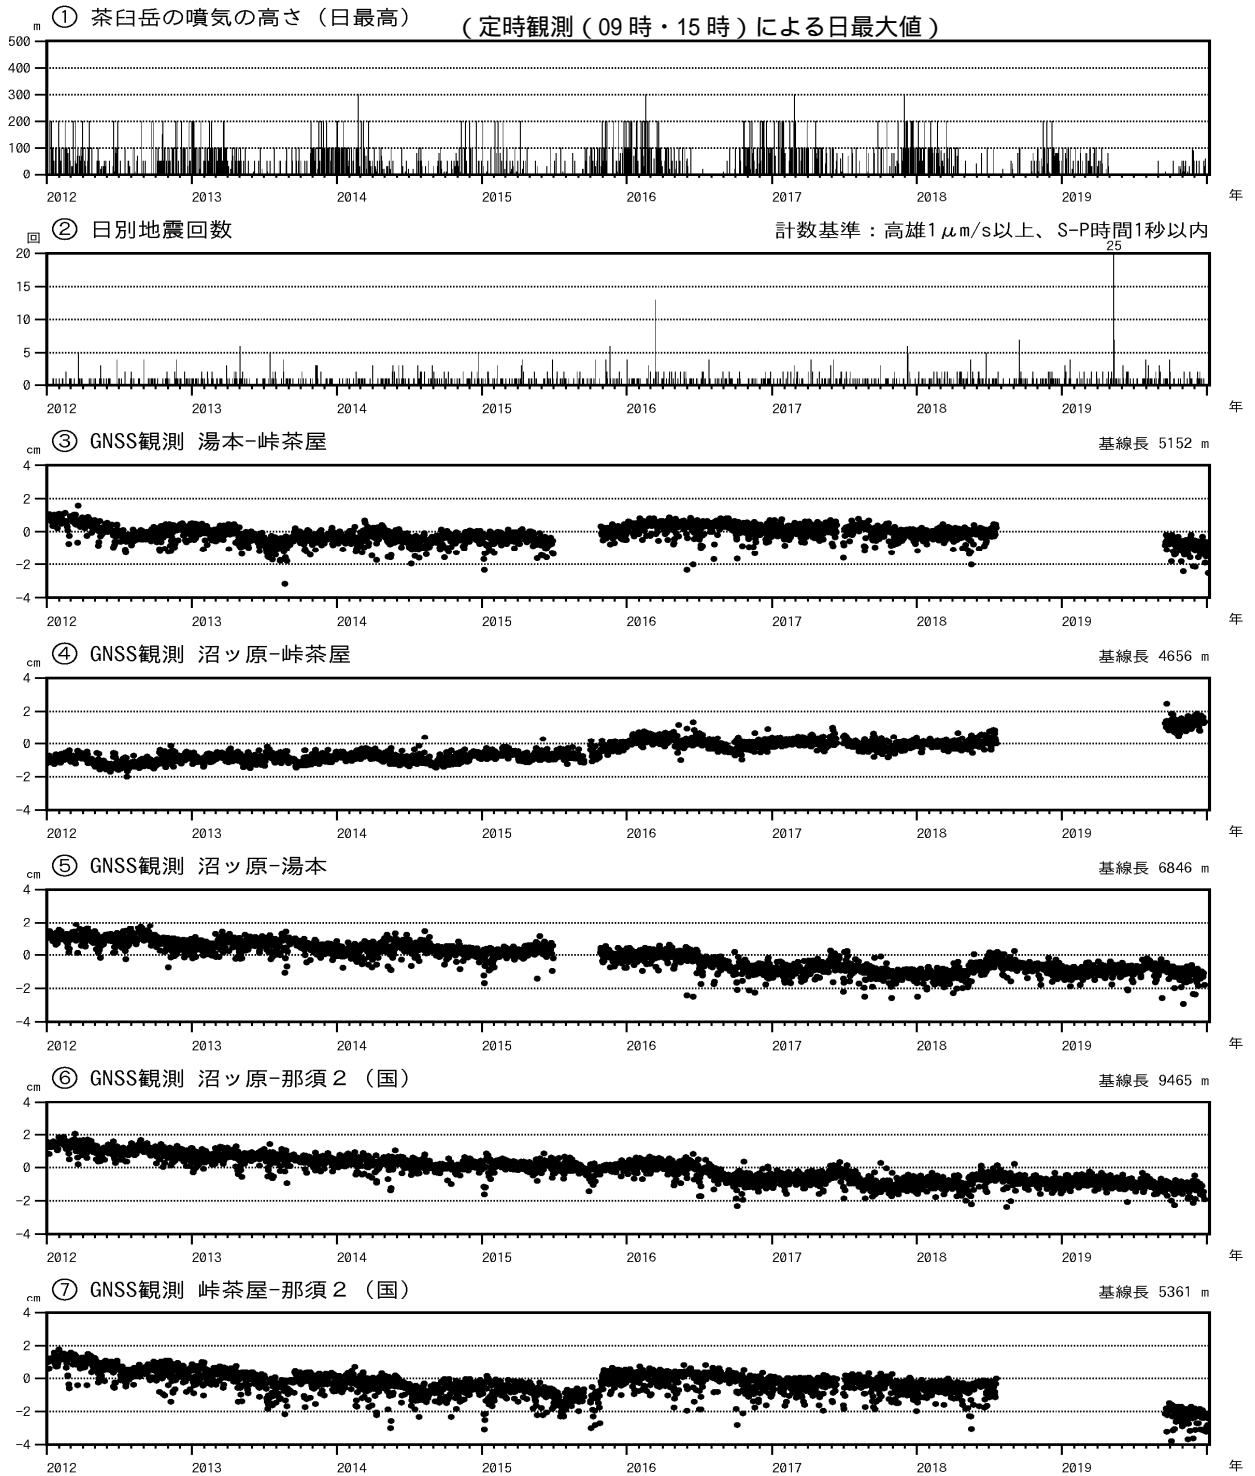 ① 茶臼岳の噴気の高さ（日最高）
（定時観測（09 時・15 時）による日最大値）
m
500
400
300
200
100
0
2012 2013 2014 2015 2016 2017 2018 2019 年
② 日別地震回数
計数基準：高雄1μm/s以上、S-P時間1秒以内
回
25
20
15
10
5
0
2012 2013 2014 2015 2016 2017 2018 2019 年
③ GNSS観測 湯本-峠茶屋
基線長 5152 m
cm
4
2
0
-2
-4
2012 2013 2014 2015 2016 2017 2018 2019 年
④ GNSS観測 沼ッ原-峠茶屋
基線長 4656 m
cm
4
2
0
-2
-4
2012 2013 2014 2015 2016 2017 2018 2019 年
⑤ GNSS観測 沼ッ原-湯本
基線長 6846 m
cm
4
2
0
-2
-4
2012 2013 2014 2015 2016 2017 2018 2019 年
⑥ GNSS観測 沼ッ原-那須２（国）
基線長 9465 m
cm
4
2
0
-2
-4
2012 2013 2014 2015 2016 2017 2018 2019 年
⑦ GNSS観測 峠茶屋-那須２（国）
基線長 5361 m
cm
4
2
0
-2
-4
2012 2013 2014 2015 2016 2017 2018 2019 年